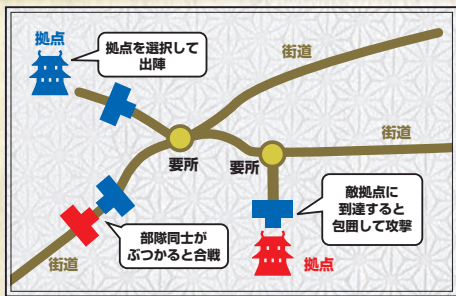 拠点
拠点を選択して
出陣
街道
街道
要所
要所
敵拠点に
到達すると
包囲して攻撃
部隊同士が
ぶつかると合戦
街道
拠点